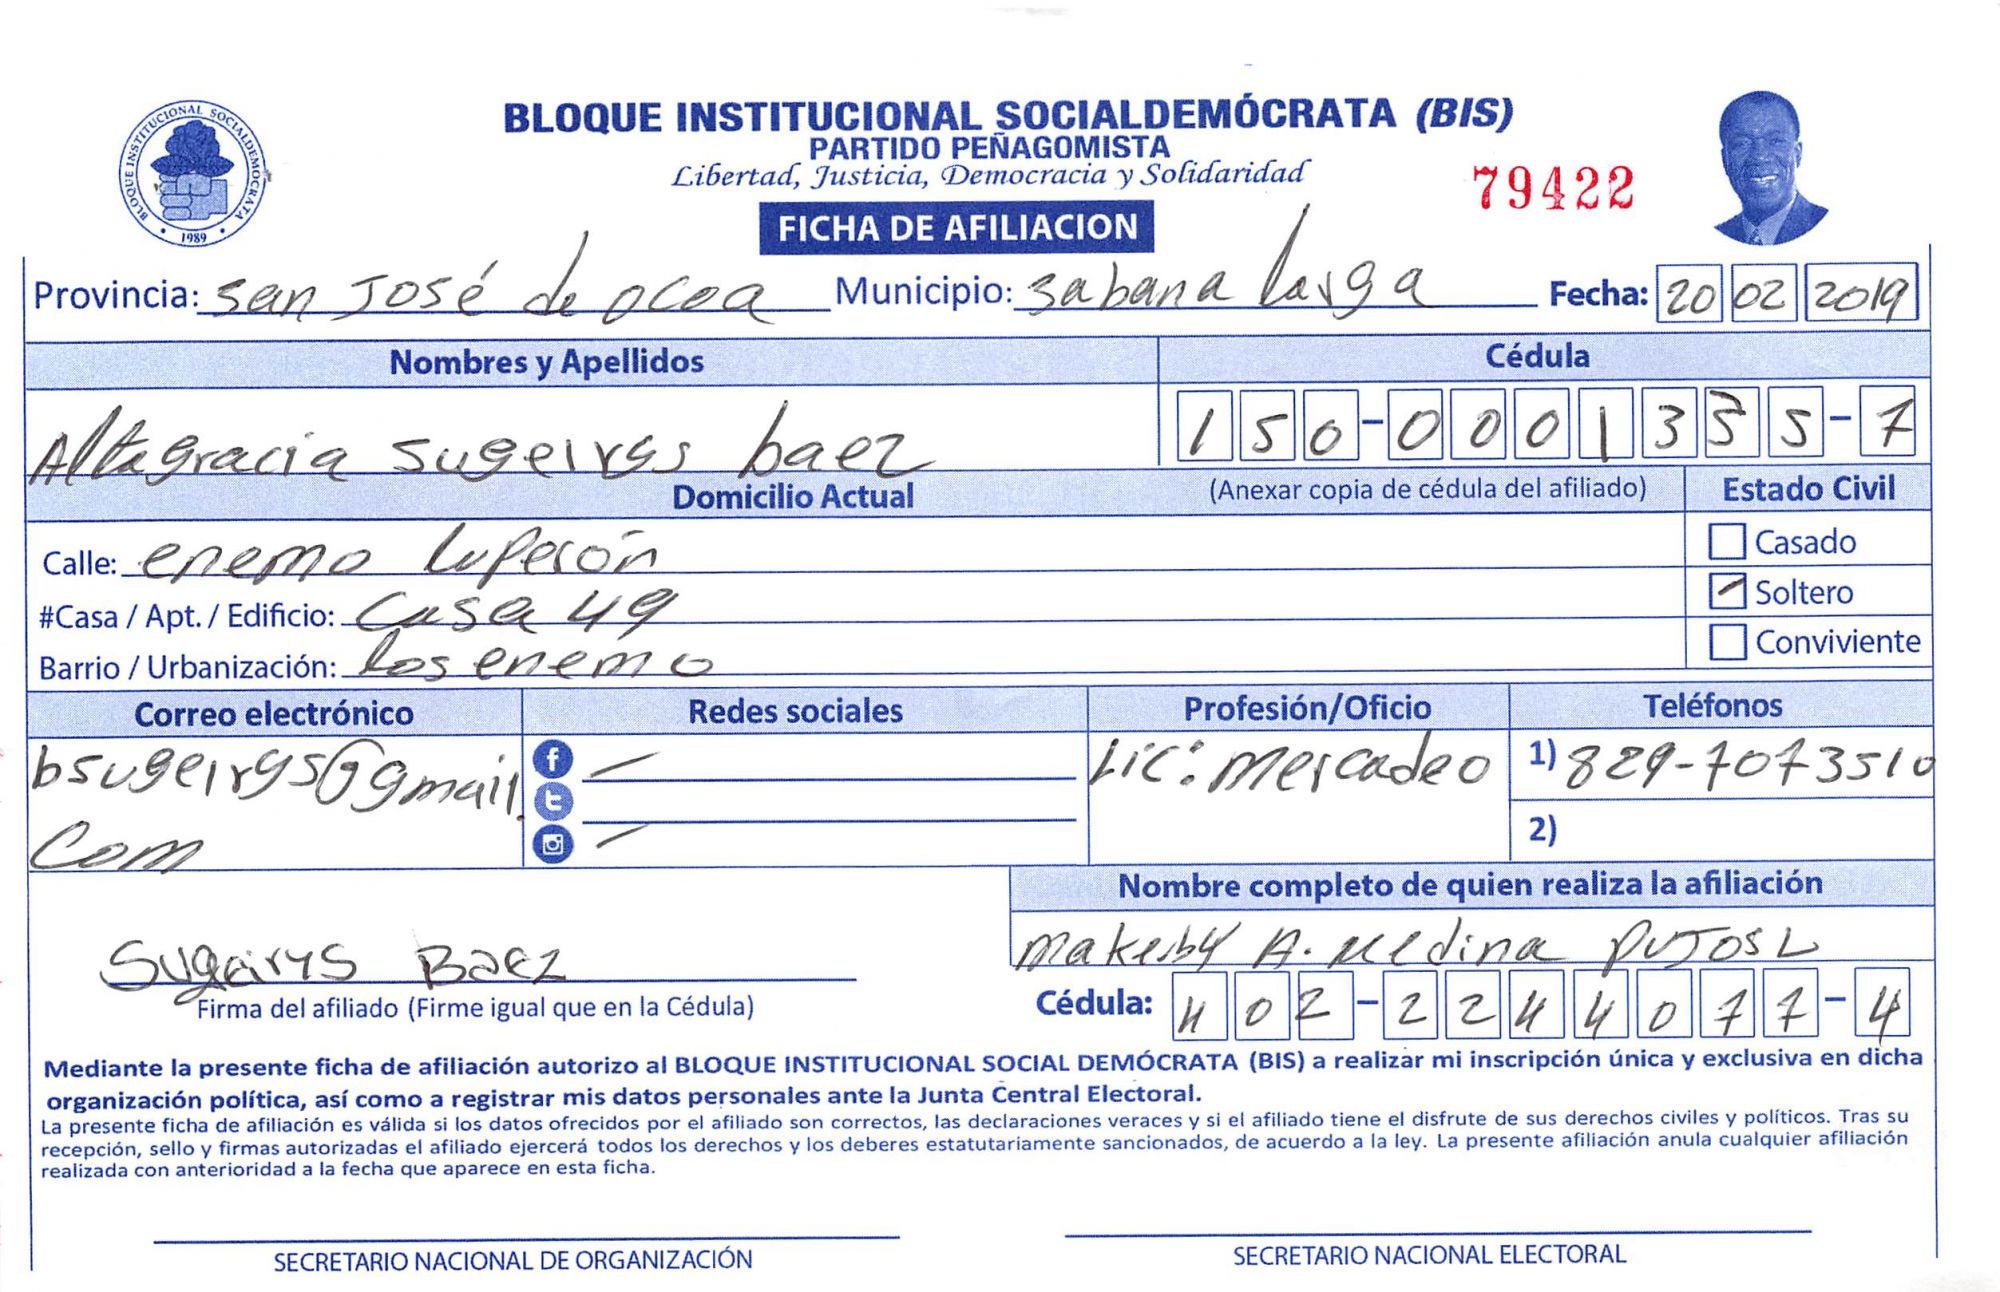 BLOQUE INSTITUCIONAL SOCIALDEMÓCRATA
1989
BLOQUE INSTITUCIONAL SOCIALDEMÓCRATA (BIS)
PARTIDO PEÑAGOMISTA
Libertad, Justicia, Democracia y Solidaridad
79422
FICHA DE AFILIACION
Provincia: San José de ocoa Municipio: Sabana larga Fecha: 20 02 2019
Nombres y Apellidos Cédula
Altagracia sugeirys baez 150-0001335-7
Domicilio Actual (Anexar copia de cédula del afiliado) Estado Civil
Calle: enemo luperón Casado
#Casa / Apt. / Edificio: Casa 49 Soltero
Barrio / Urbanización: los enemo Conviviente
Correo electrónico Redes sociales Profesión/Oficio Teléfonos
bsugeirys@gmail. Lic: mercadeo 1) 829-7073510
Com 2)
Nombre completo de quien realiza la afiliación
A. Medina
Sugeirys Baez
Firma del afiliado (Firme igual que en la Cédula) Cédula: 402-2244077-4
Mediante la presente ficha de afiliación autorizo al BLOQUE INSTITUCIONAL SOCIAL DEMÓCRATA (BIS) a realizar mi inscripción única y exclusiva en dicha
organización política, así como a registrar mis datos personales ante la Junta Central Electoral.
La presente ficha de afiliación es válida si los datos ofrecidos por el afiliado son correctos, las declaraciones veraces y si el afiliado tiene el disfrute de sus derechos civiles y políticos. Tras su
recepción, sello y firmas autorizadas el afiliado ejercerá todos los derechos y los deberes estatutariamente sancionados, de acuerdo a la ley. La presente afiliación anula cualquier afiliación
realizada con anterioridad a la fecha que aparece en esta ficha.
SECRETARIO NACIONAL DE ORGANIZACIÓN SECRETARIO NACIONAL ELECTORAL